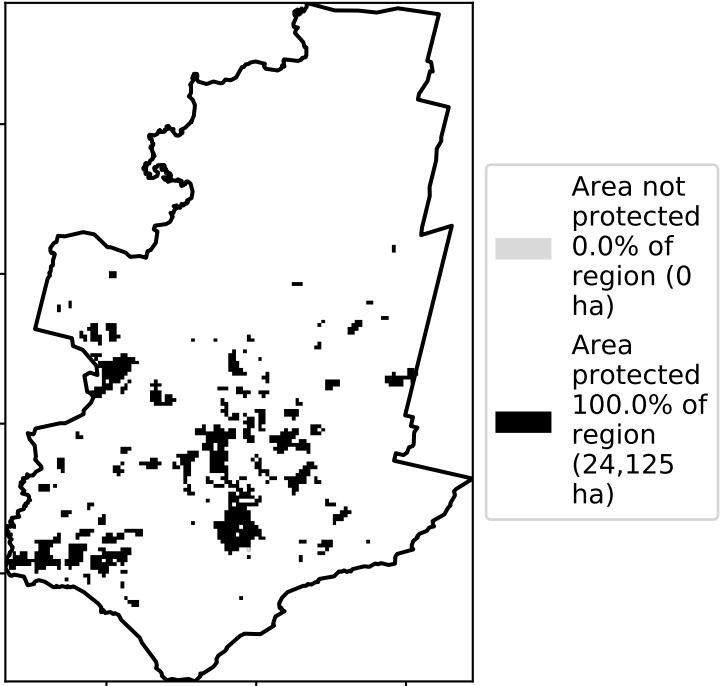 Area not
protected
0.0% of
region (0
ha)
Area
protected
100.0% of
region
(24,125
ha)